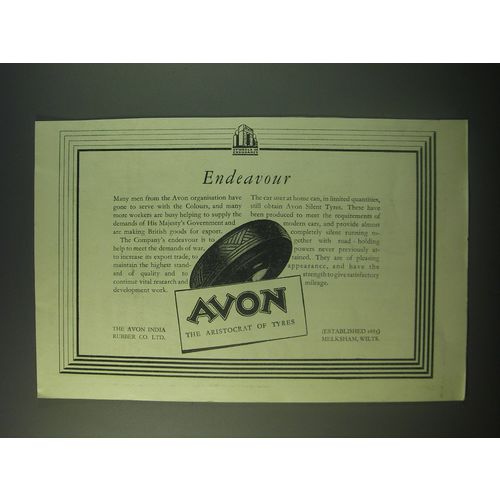 Endeavour
Many men from the Avon organisation have
gone to serve with the Colours, and many
more workers are busy helping to supply the
demands of His Majesty's Government and
are making British goods for export.
The Company's endeavour is to
help to meet the demands of war,
to increase its export trade, to
maintain the highest stand-
ard of quality and to
continue vital research and
development work.
The car user at home can, in limited quantities,
still obtain Avon Silent Tyres. These have
been produced to meet the requirements of
modern cars, and provide almost
completely silent running to-
gether with road-holding
powers never previously at-
tained. They are of pleasing
appearance, and have the
strength to give satisfactory
mileage.
AVON
THE ARISTOCRAT OF TYRES
THE AVON INDIA
RUBBER CO. LTD.
(ESTABLISHED 1885)
MELKSHAM, WILTS.